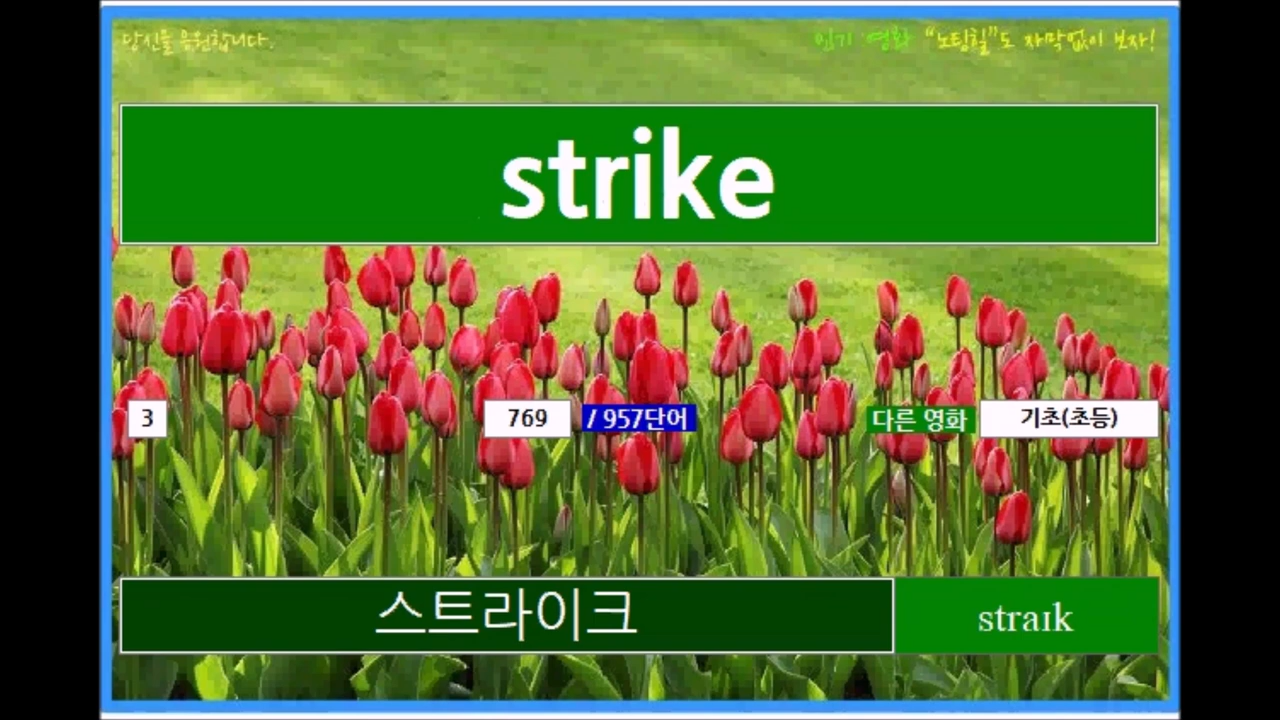 당신을 응원합니다.
인기 영화 “노팅힐”도 자막없이 보자!
strike
3
769 / 957단어
다른 영화 기초(초등)
스트라이크
straɪk